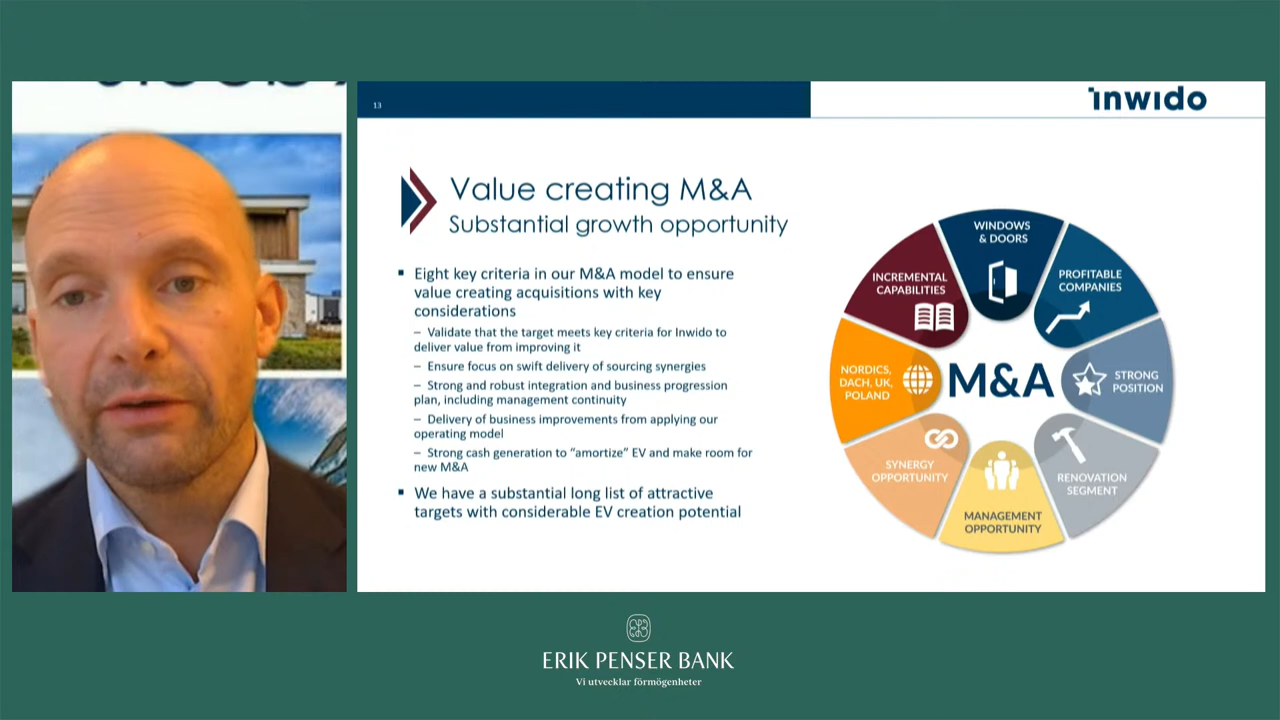 13
inwido
Value creating M&A
Substantial growth opportunity
▪ Eight key criteria in our M&A model to ensure
value creating acquisitions with key
considerations
– Validate that the target meets key criteria for Inwido to
deliver value from improving it
– Ensure focus on swift delivery of sourcing synergies
– Strong and robust integration and business progression
plan, including management continuity
– Delivery of business improvements from applying our
operating model
– Strong cash generation to “amortize” EV and make room for
new M&A
▪ We have a substantial long list of attractive
targets with considerable EV creation potential
WINDOWS
& DOORS
PROFITABLE
COMPANIES
STRONG
POSITION
RENOVATION
SEGMENT
MANAGEMENT
OPPORTUNITY
SYNERGY
OPPORTUNITY
NORDICS,
DACH, UK,
POLAND
INCREMENTAL
CAPABILITIES
M&A
ERIK PENSER BANK
Vi utvecklar förmögenheter